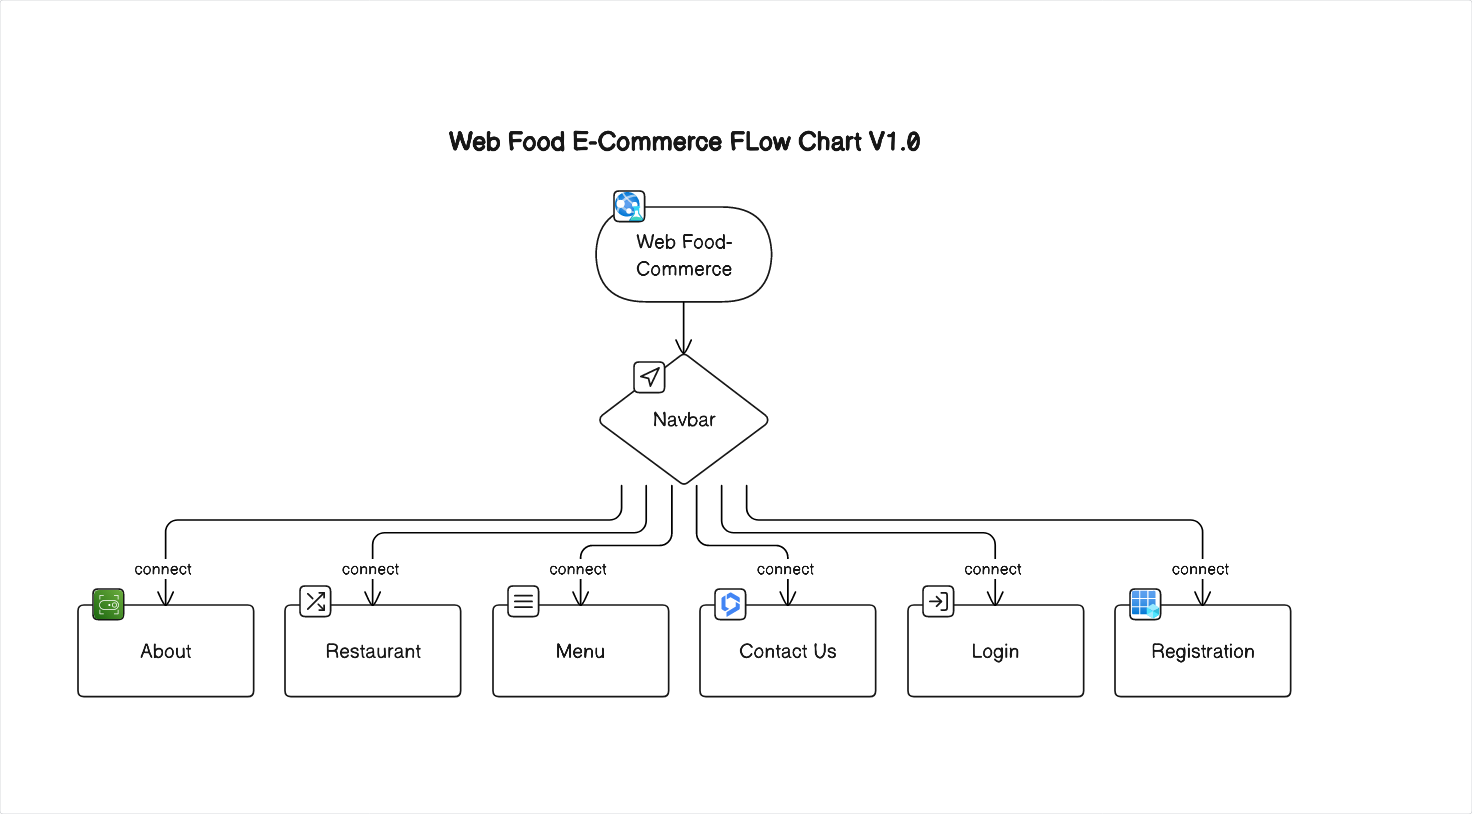 Web Food E-Commerce FLow Chart V1.0
Web Food-
Commerce
Navbar
connect
connect
connect
connect
connect
connect
About
Restaurant
Menu
Contact Us
Login
Registration